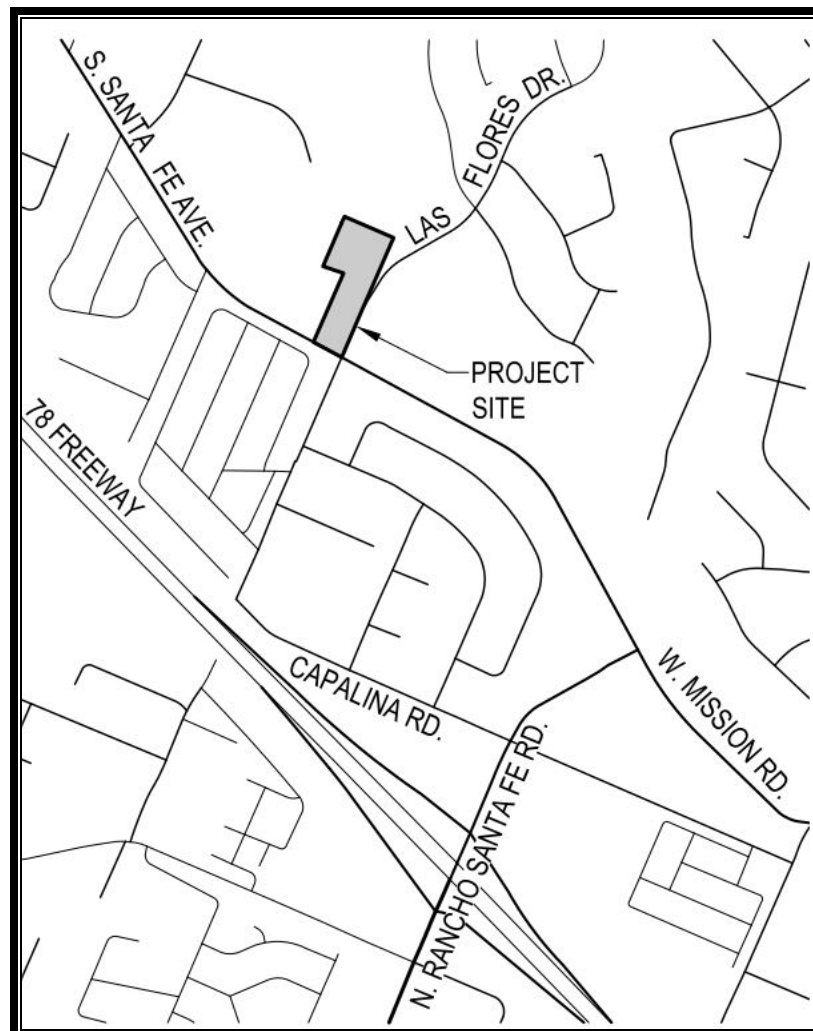 S. SANTA FE AVE.
LAS FLORES DR.
PROJECT
SITE
78 FREEWAY
CAPALINA RD.
W. MISSION RD.
N. RANCHO SANTA FE RD.